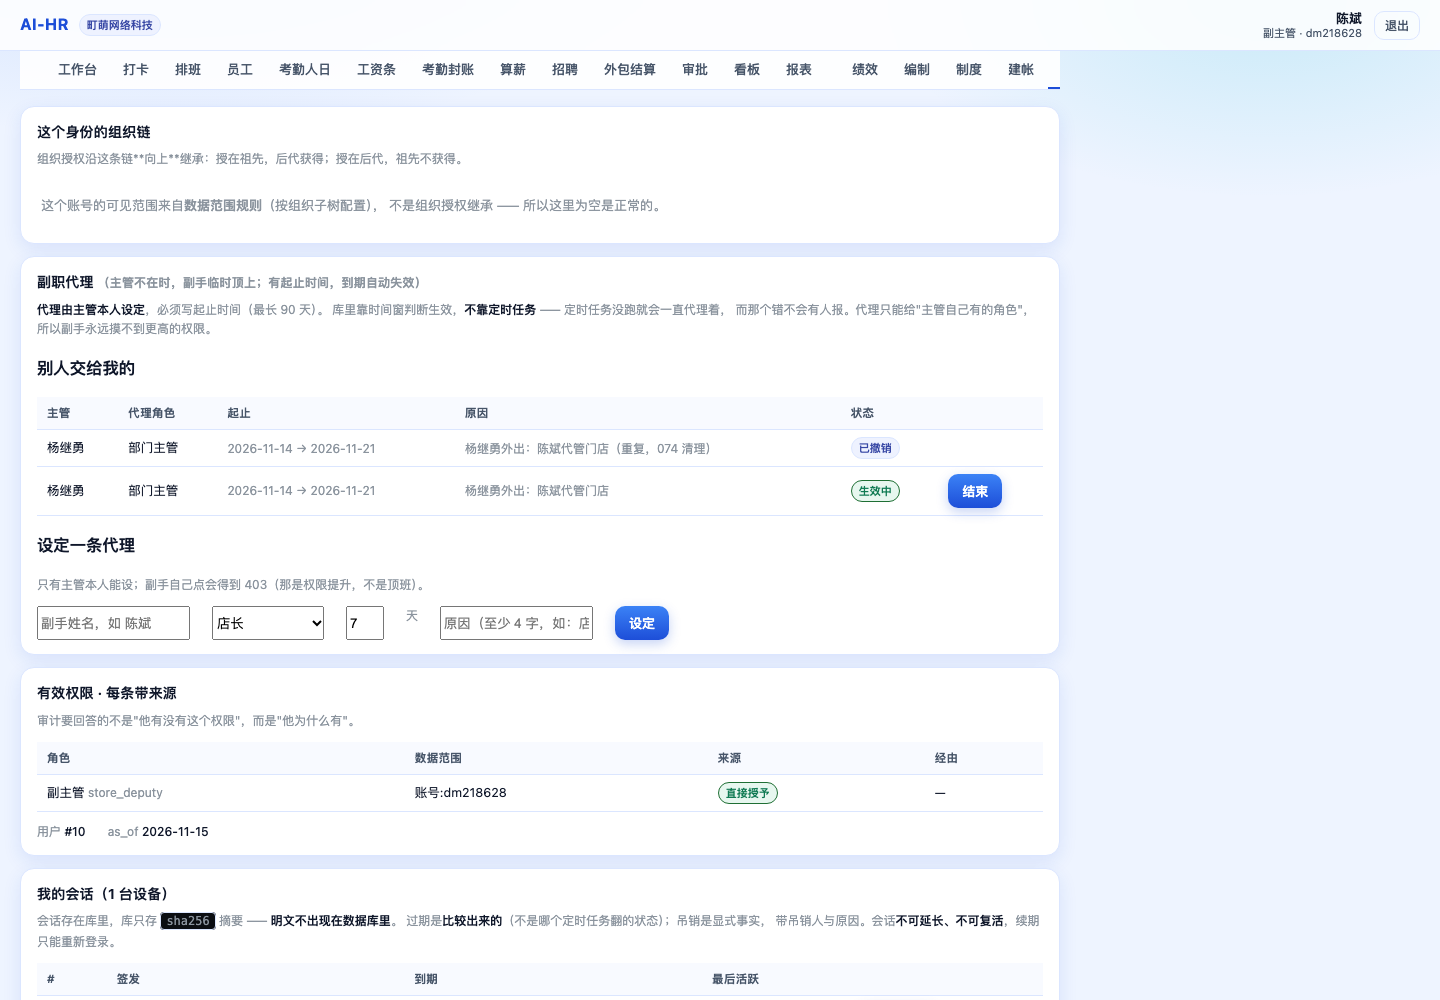 AI-HR 町萌网络科技
陈斌
副主管 · dm218628
退出
工作台 打卡 排班 员工 考勤人日 工资条 考勤封账 算薪 招聘 外包结算 审批 看板 报表 绩效 编制 制度 建帐
这个身份的组织链
组织授权沿这条链**向上**继承：授在祖先，后代获得；授在后代，祖先不获得。
这个账号的可见范围来自数据范围规则（按组织子树配置）， 不是组织授权继承 —— 所以这里为空是正常的。
副职代理 （主管不在时，副手临时顶上；有起止时间，到期自动失效）
代理由主管本人设定，必须写起止时间（最长 90 天）。 库里靠时间窗判断生效，不靠定时任务 —— 定时任务没跑就会一直代理着， 而那个错不会有人报。代理只能给"主管自己有的角色"，
所以副手永远摸不到更高的权限。
别人交给我的
主管 代理角色 起止 原因 状态
杨继勇 部门主管 2026-11-14 → 2026-11-21 杨继勇外出：陈斌代管门店（重复，074 清理） 已撤销
杨继勇 部门主管 2026-11-14 → 2026-11-21 杨继勇外出：陈斌代管门店 生效中 结束
设定一条代理
只有主管本人能设；副手自己点会得到 403（那是权限提升，不是顶班）。
副手姓名，如 陈斌 店长 7 天 原因（至少 4 字，如：店 设定
有效权限 · 每条带来源
审计要回答的不是"他有没有这个权限"，而是"他为什么有"。
角色 数据范围 来源 经由
副主管 store_deputy 账号:dm218628 直接授予 —
用户 #10 as_of 2026-11-15
我的会话（1 台设备）
会话存在库里，库只存 sha256 摘要 —— 明文不出现在数据库里。 过期是比较出来的（不是哪个定时任务翻的状态）；吊销是显式事实， 带吊销人与原因。会话不可延长、不可复活，续期
只能重新登录。
# 签发 到期 最后活跃